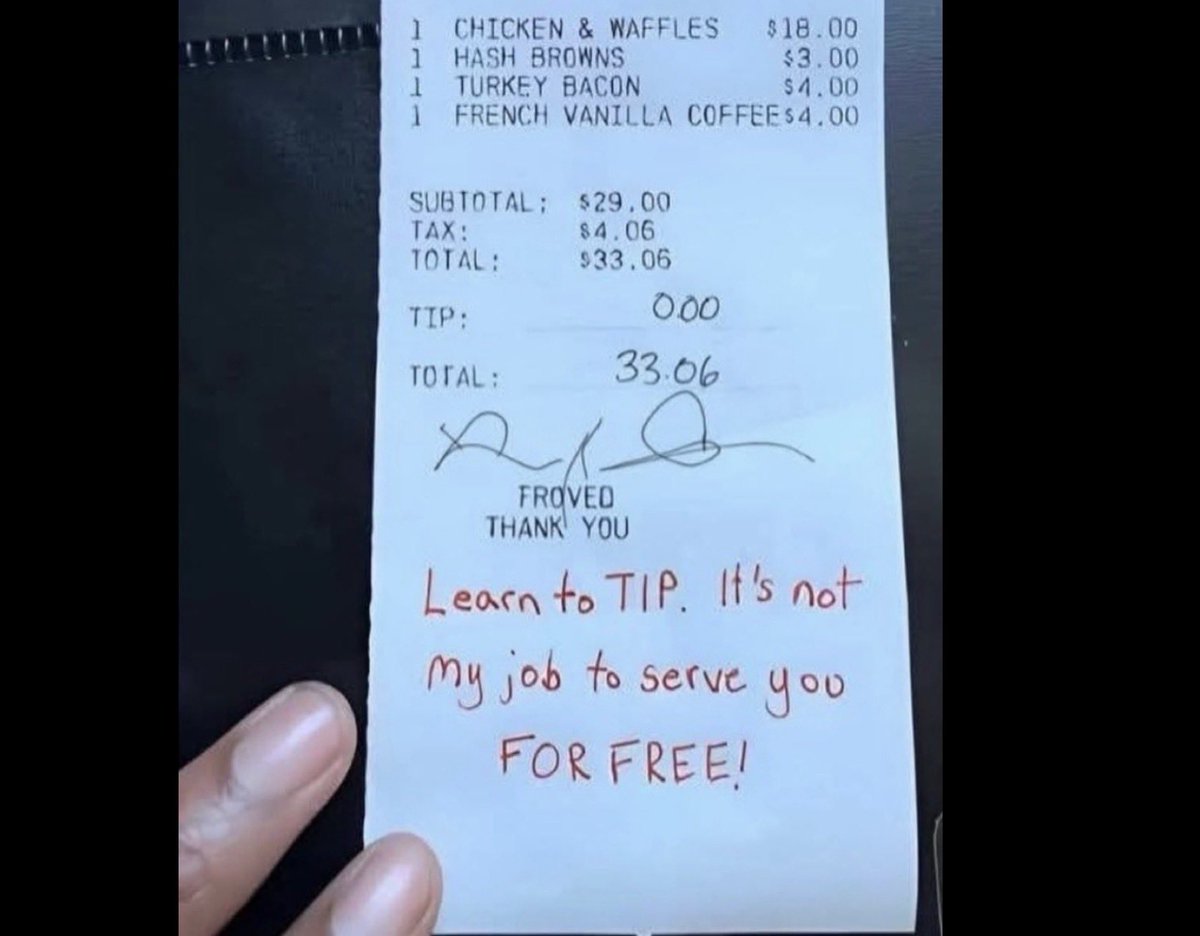 1 CHICKEN & WAFFLES $18.00
1 HASH BROWNS $3.00
1 TURKEY BACON $4.00
1 FRENCH VANILLA COFFEE $4.00
SUBTOTAL: $29.00
TAX: $4.06
TOTAL: $33.06
TIP: 0.00
TOTAL: 33.06
FROVED
THANK YOU
Learn to TIP. It's not
my job to serve you
FOR FREE!